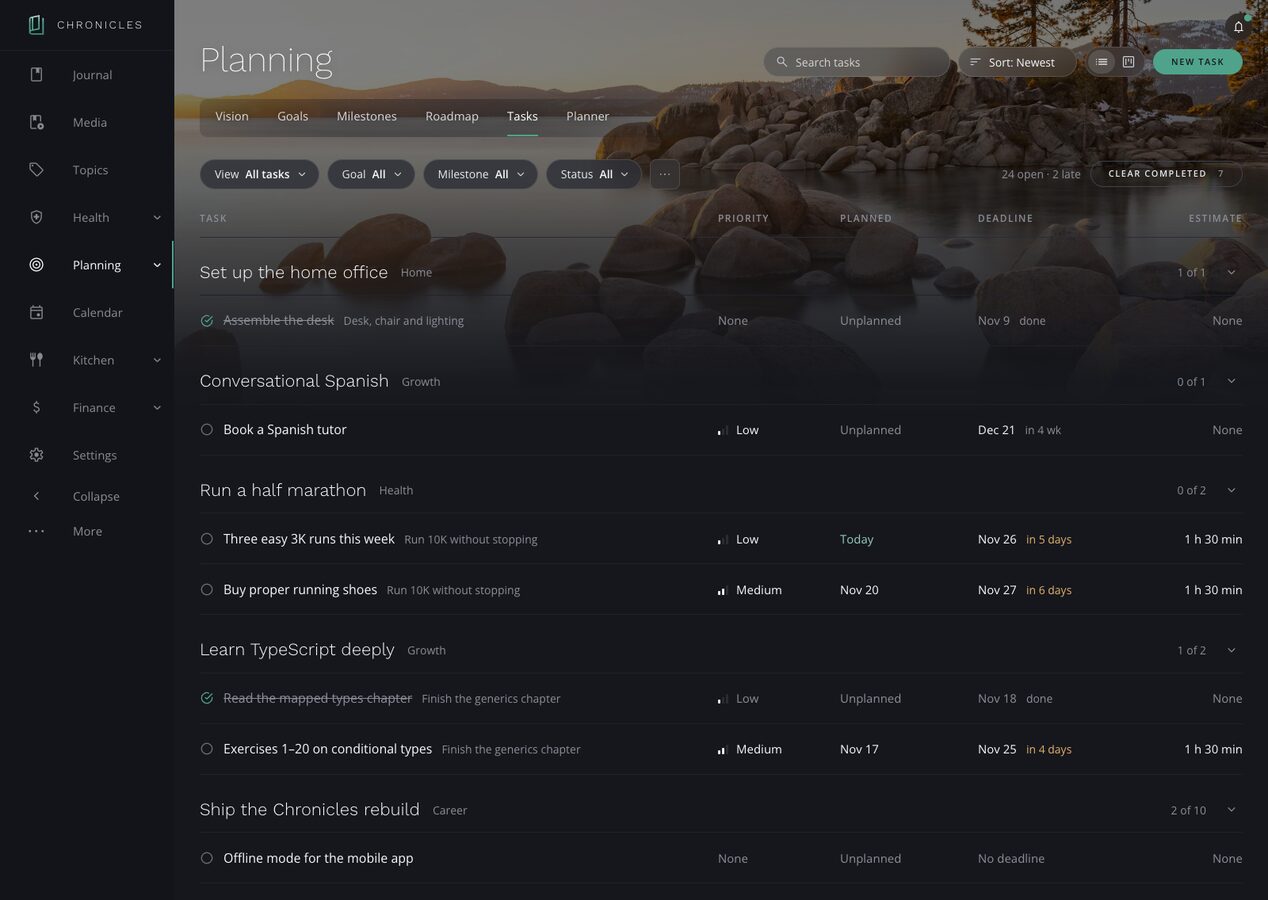 CHRONICLES
Journal
Media
Topics
Health
Planning
Calendar
Kitchen
Finance
Settings
Collapse
More
Planning
Search tasks
Sort: Newest
NEW TASK
Vision Goals Milestones Roadmap Tasks Planner
View All tasks Goal All Milestone All Status All ...
24 open · 2 late CLEAR COMPLETED 7
TASK PRIORITY PLANNED DEADLINE ESTIMATE
Set up the home office Home 1 of 1
Assemble the desk Desk, chair and lighting None Unplanned Nov 9 done None
Conversational Spanish Growth 0 of 1
Book a Spanish tutor Low Unplanned Dec 21 in 4 wk None
Run a half marathon Health 0 of 2
Three easy 3K runs this week Run 10K without stopping Low Today Nov 26 in 5 days 1 h 30 min
Buy proper running shoes Run 10K without stopping Medium Nov 20 Nov 27 in 6 days 1 h 30 min
Learn TypeScript deeply Growth 1 of 2
Read the mapped types chapter Finish the generics chapter Low Unplanned Nov 18 done None
Exercises 1–20 on conditional types Finish the generics chapter Medium Nov 17 Nov 25 in 4 days 1 h 30 min
Ship the Chronicles rebuild Career 2 of 10
Offline mode for the mobile app None Unplanned No deadline None